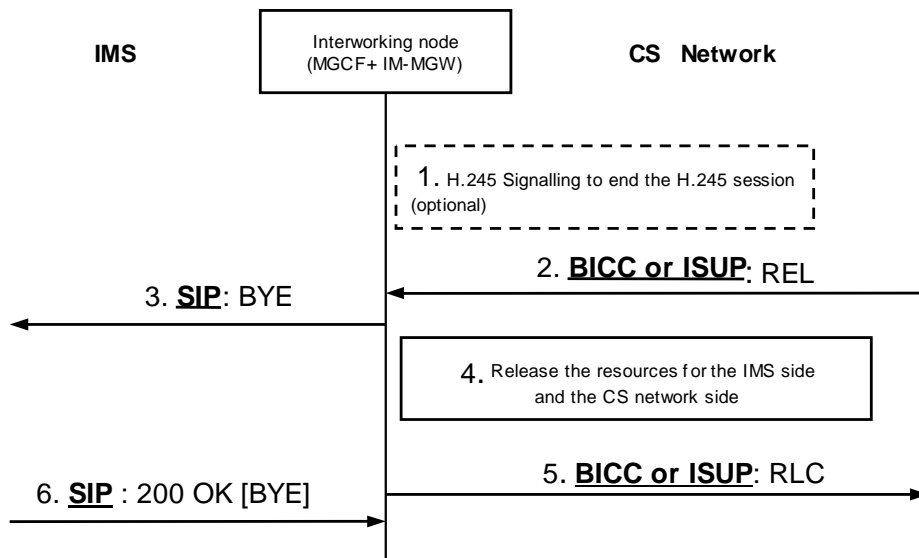 IMS
Interworking node
(MGCF+ IM-MGW)
CS Network
1. H.245 Signalling to end the H.245 session
(optional)
2. BICC or ISUP: REL
3. SIP: BYE
4. Release the resources for the IMS side
and the CS network side
5. BICC or ISUP: RLC
6. SIP : 200 OK [BYE]